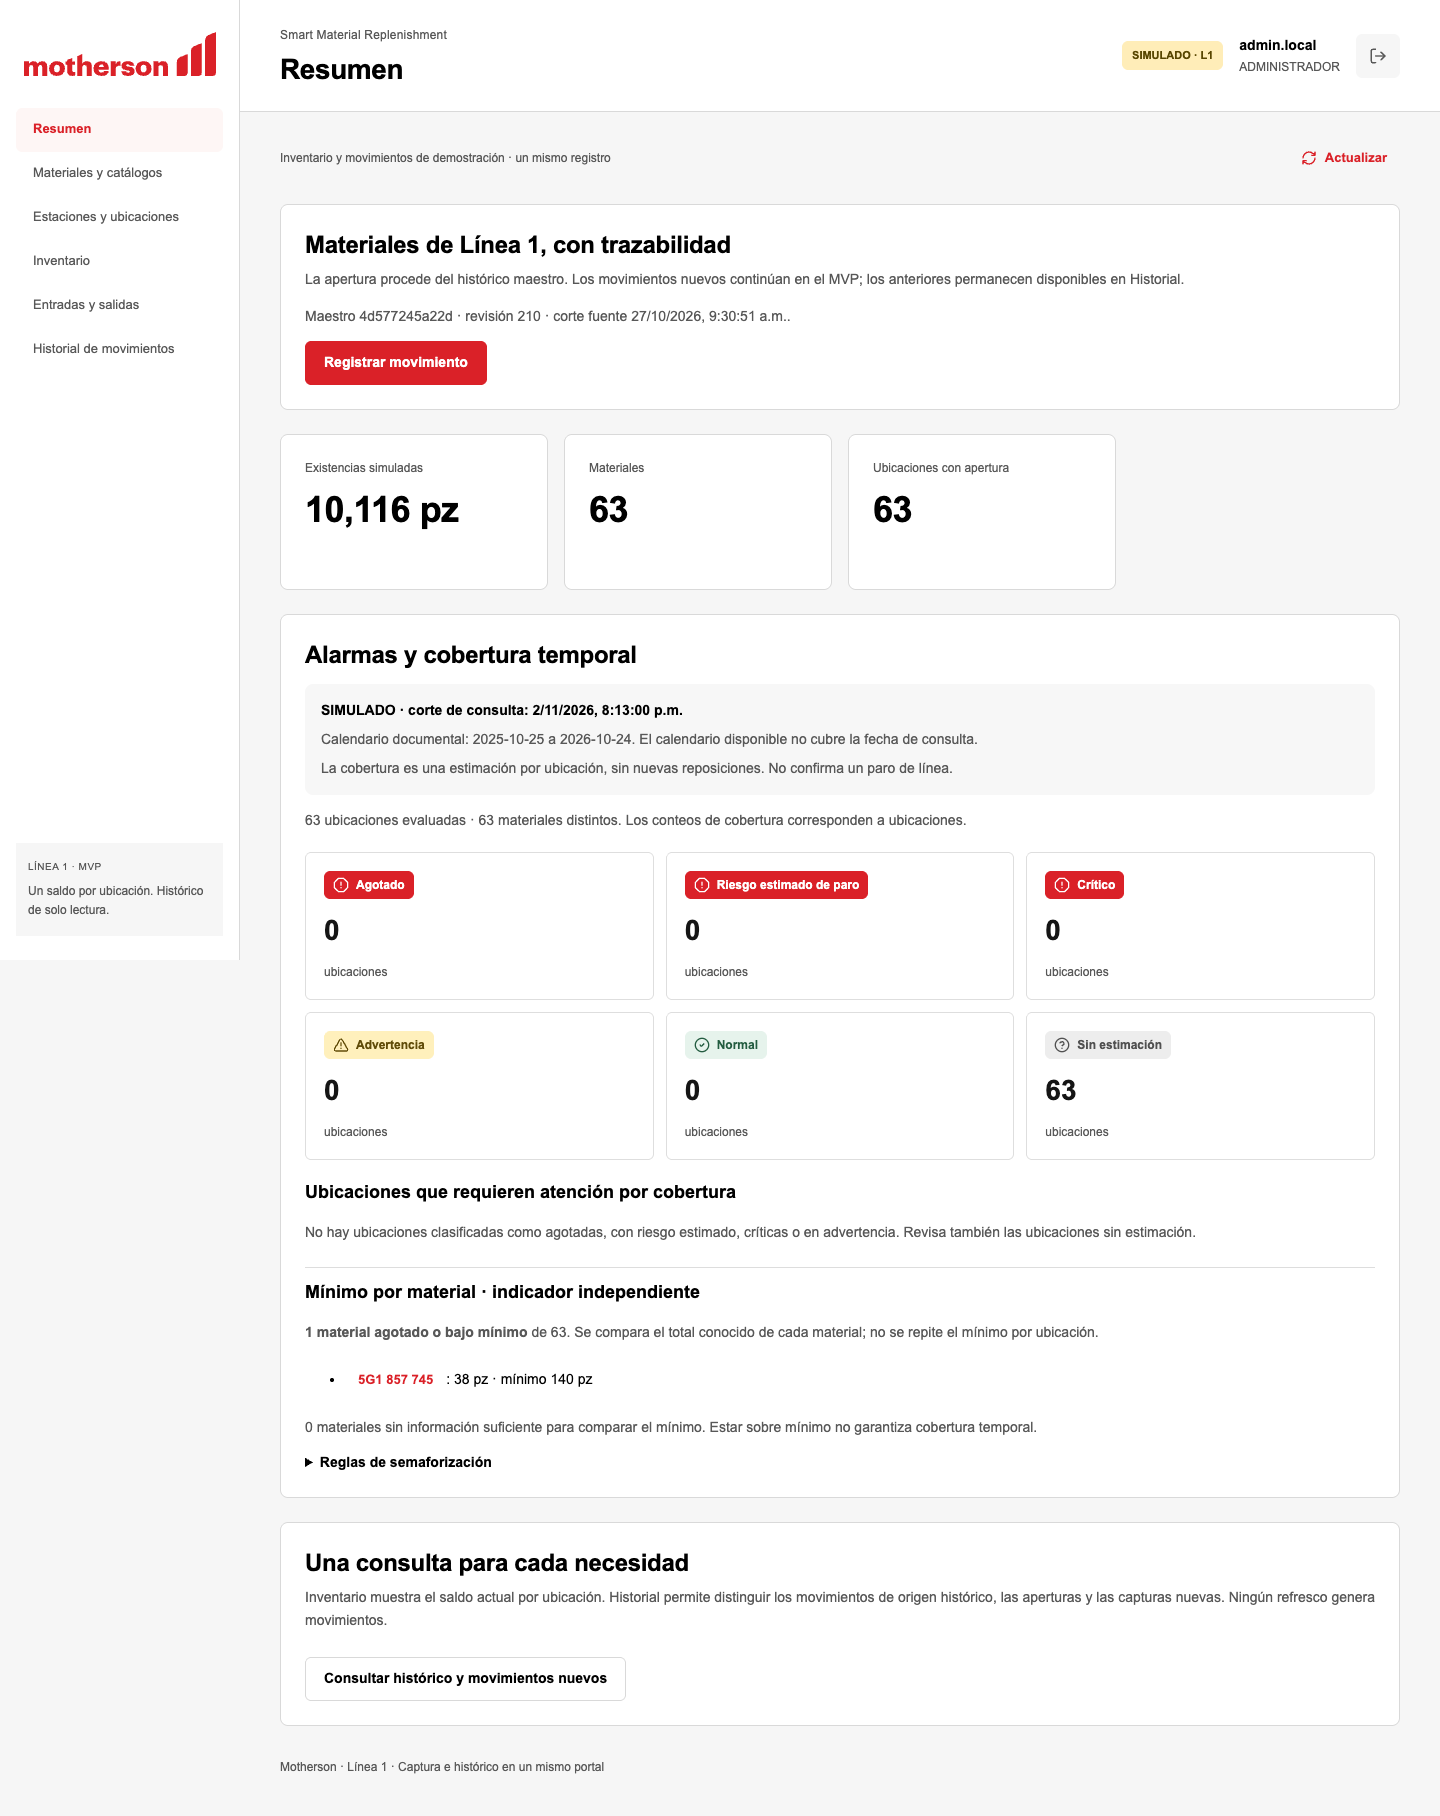 motherson
Resumen
Materiales y catálogos
Estaciones y ubicaciones
Inventario
Entradas y salidas
Historial de movimientos
LÍNEA 1 · MVP
Un saldo por ubicación. Histórico
de solo lectura.
Smart Material Replenishment
Resumen
SIMULADO · L1
admin.local
ADMINISTRADOR
Inventario y movimientos de demostración · un mismo registro
Actualizar
Materiales de Línea 1, con trazabilidad
La apertura procede del histórico maestro. Los movimientos nuevos continúan en el MVP; los anteriores permanecen disponibles en Historial.
Maestro 4d577245a22d · revisión 210 · corte fuente 27/10/2026, 9:30:51 a.m..
Registrar movimiento
Existencias simuladas
10,116 pz
Materiales
63
Ubicaciones con apertura
63
Alarmas y cobertura temporal
SIMULADO · corte de consulta: 2/11/2026, 8:13:00 p.m.
Calendario documental: 2025-10-25 a 2026-10-24. El calendario disponible no cubre la fecha de consulta.
La cobertura es una estimación por ubicación, sin nuevas reposiciones. No confirma un paro de línea.
63 ubicaciones evaluadas · 63 materiales distintos. Los conteos de cobertura corresponden a ubicaciones.
Agotado
0
ubicaciones
Riesgo estimado de paro
0
ubicaciones
Crítico
0
ubicaciones
Advertencia
0
ubicaciones
Normal
0
ubicaciones
Sin estimación
63
ubicaciones
Ubicaciones que requieren atención por cobertura
No hay ubicaciones clasificadas como agotadas, con riesgo estimado, críticas o en advertencia. Revisa también las ubicaciones sin estimación.
Mínimo por material · indicador independiente
1 material agotado o bajo mínimo de 63. Se compara el total conocido de cada material; no se repite el mínimo por ubicación.
• 5G1 857 745 : 38 pz · mínimo 140 pz
0 materiales sin información suficiente para comparar el mínimo. Estar sobre mínimo no garantiza cobertura temporal.
▶ Reglas de semaforización
Una consulta para cada necesidad
Inventario muestra el saldo actual por ubicación. Historial permite distinguir los movimientos de origen histórico, las aperturas y las capturas nuevas. Ningún refresco genera
movimientos.
Consultar histórico y movimientos nuevos
Motherson · Línea 1 · Captura e histórico en un mismo portal